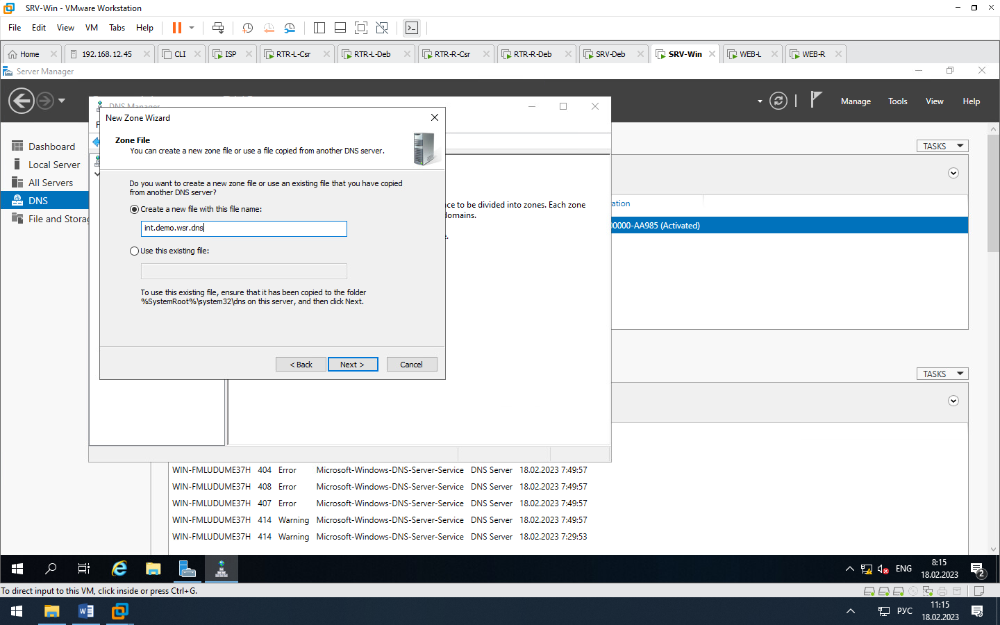 SRV-Win - VMware Workstation
File Edit View VM Tabs Help
Home 192.168.12.45 CLI ISP RTR-L-Csr RTR-L-Deb RTR-R-Csr RTR-R-Deb SRV-Deb SRV-Win WEB-L WEB-R
Server Manager
Manage Tools View Help
DNS Manager
New Zone Wizard
Zone File
You can create a new zone file or use a file copied from another DNS server.
Do you want to create a new zone file or use an existing file that you have copied
from another DNS server?
Create a new file with this file name:
int.demo.wsr.dns
Use this existing file:
To use this existing file, ensure that it has been copied to the folder
%SystemRoot%\system32\dns on this server, and then click Next.
< Back Next > Cancel
Dashboard
Local Server
All Servers
DNS
File and Storag
ce to be divided into zones. Each zone
omains.
TASKS
ation
0000-AA985 (Activated)
TASKS
WIN-FMLUDUME37H 404 Error Microsoft-Windows-DNS-Server-Service DNS Server 18.02.2023 7:49:57
WIN-FMLUDUME37H 408 Error Microsoft-Windows-DNS-Server-Service DNS Server 18.02.2023 7:49:57
WIN-FMLUDUME37H 407 Error Microsoft-Windows-DNS-Server-Service DNS Server 18.02.2023 7:49:57
WIN-FMLUDUME37H 414 Warning Microsoft-Windows-DNS-Server-Service DNS Server 18.02.2023 7:49:57
WIN-FMLUDUME37H 414 Warning Microsoft-Windows-DNS-Server-Service DNS Server 18.02.2023 7:29:53
ENG
8:15
18.02.2023
2
To direct input to this VM, click inside or press Ctrl+G.
РУС
11:15
18.02.2023